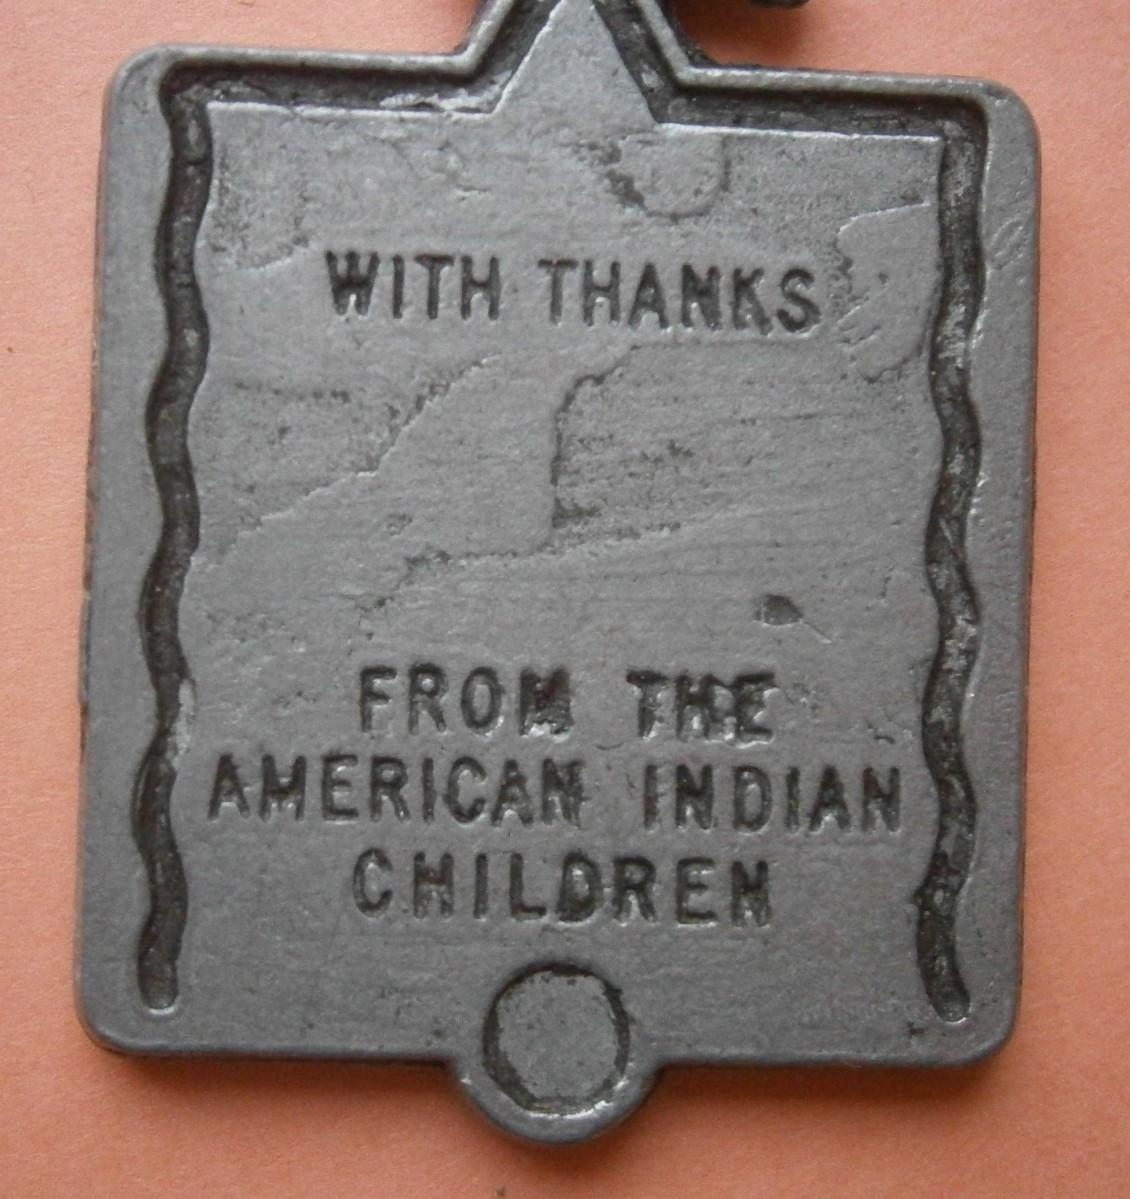 WITH THANKS
FROM THE
AMERICAN INDIAN
CHILDREN